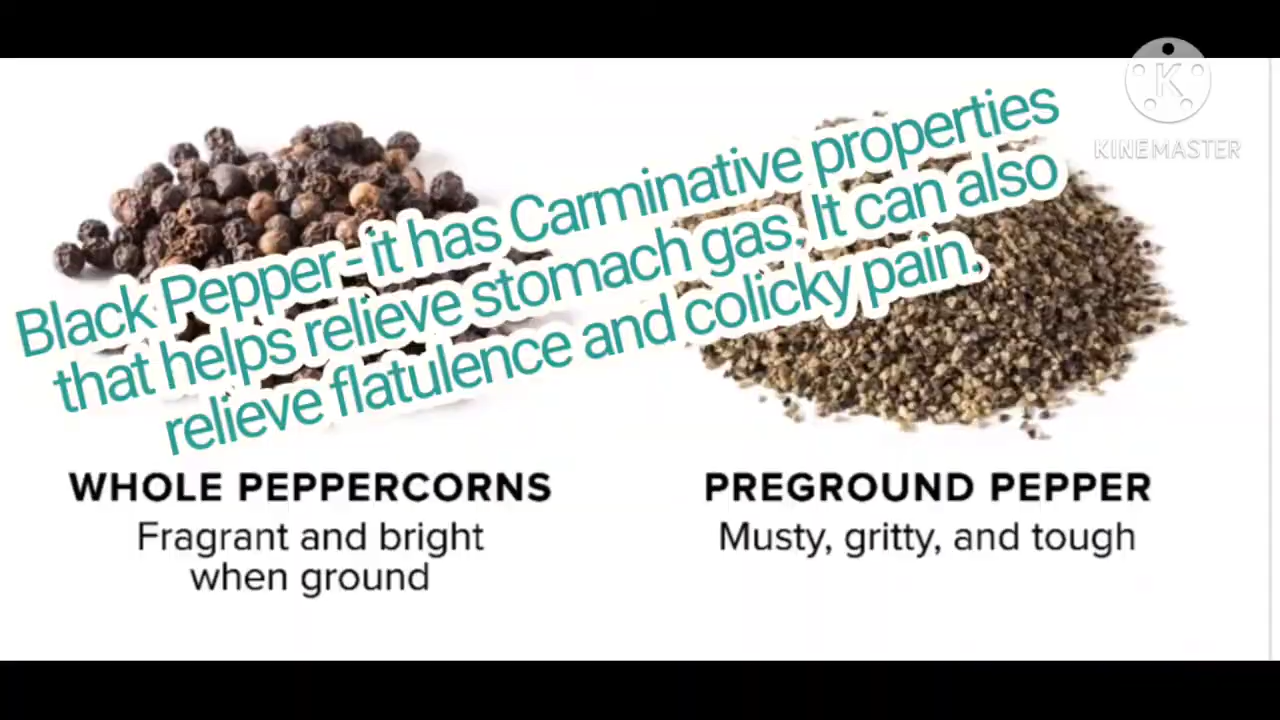 KINEMASTER
Black Pepper - it has Carminative properties
that helps relieve stomach gas. It can also
relieve flatulence and colicky pain.
WHOLE PEPPERCORNS
PREGROUND PEPPER
Fragrant and bright
when ground
Musty, gritty, and tough